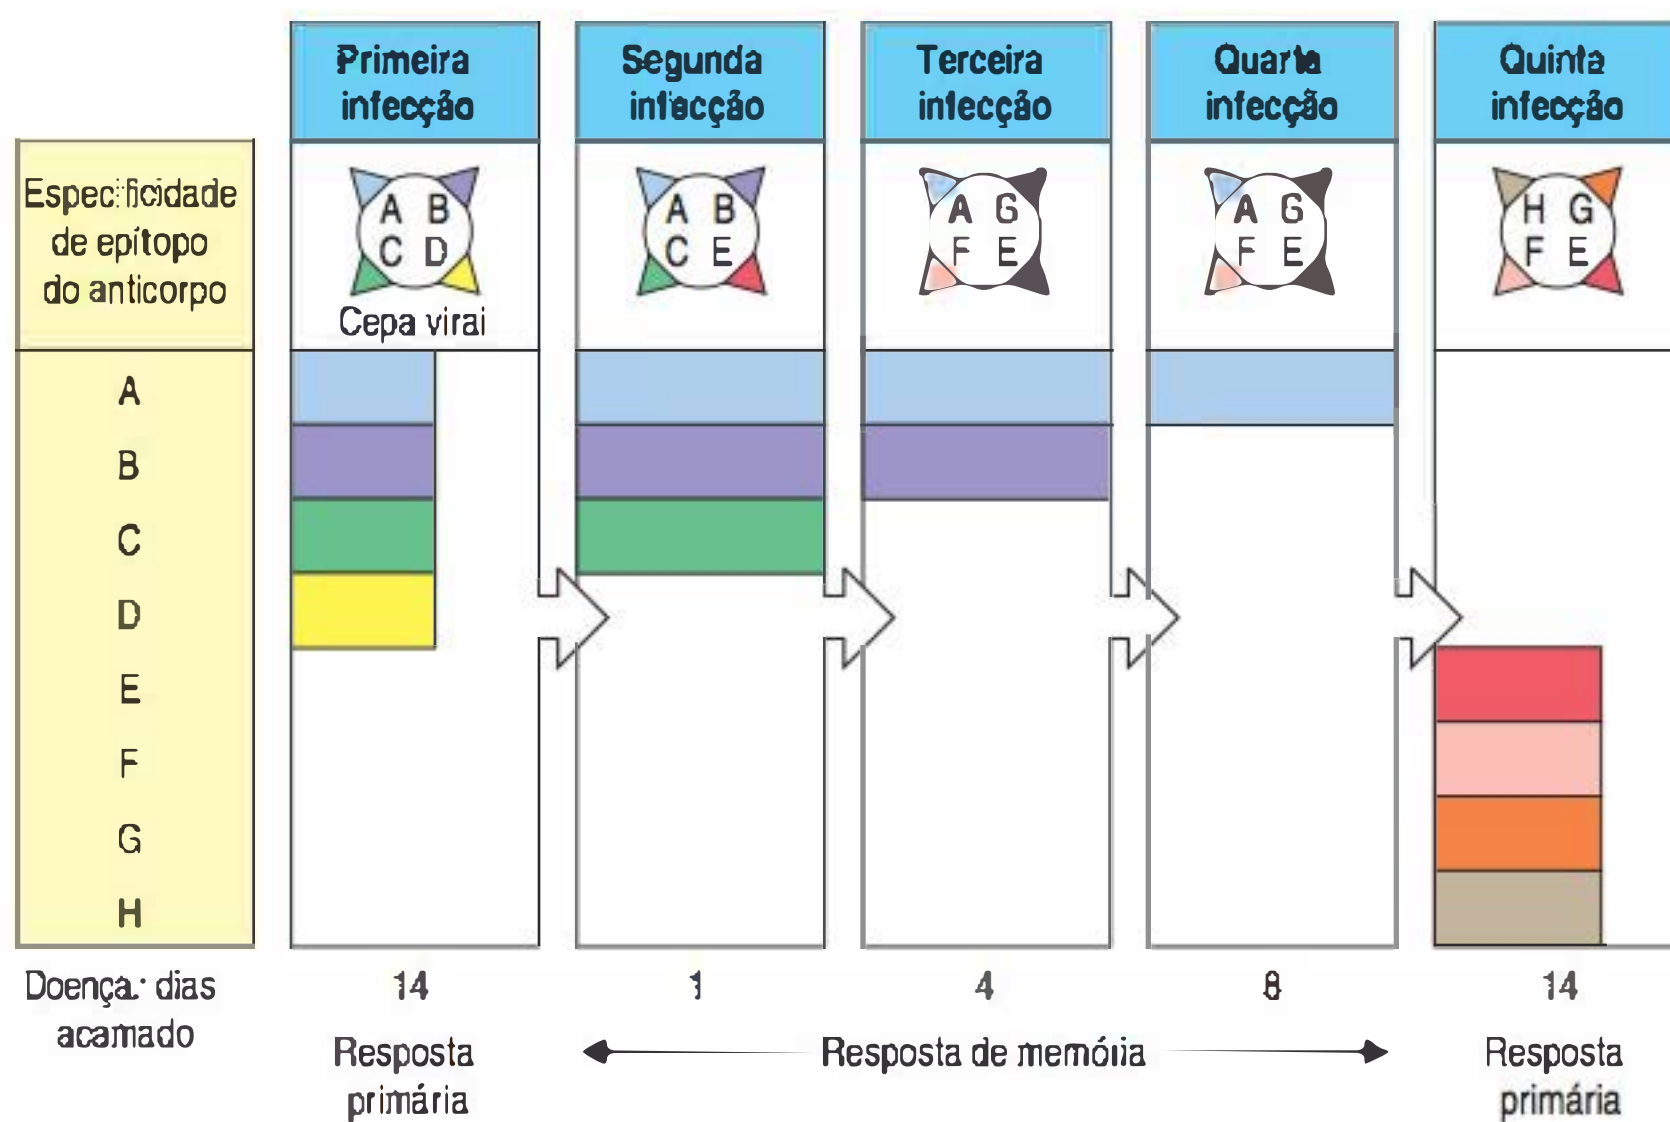 Primeira
infecção
Segunda
infecção
Terceira
infecção
Quarta
infecção
Quinta
infecção
Especificidade
de epítopo
do anticorpo
A B
C D
Cepa virai
A B
C E
A G
F E
A G
F E
H G
F E
A
B
C
D
E
F
G
H
Doença: dias
acamado
14
1
4
8
14
Resposta
primária
Resposta de memória
Resposta
primária